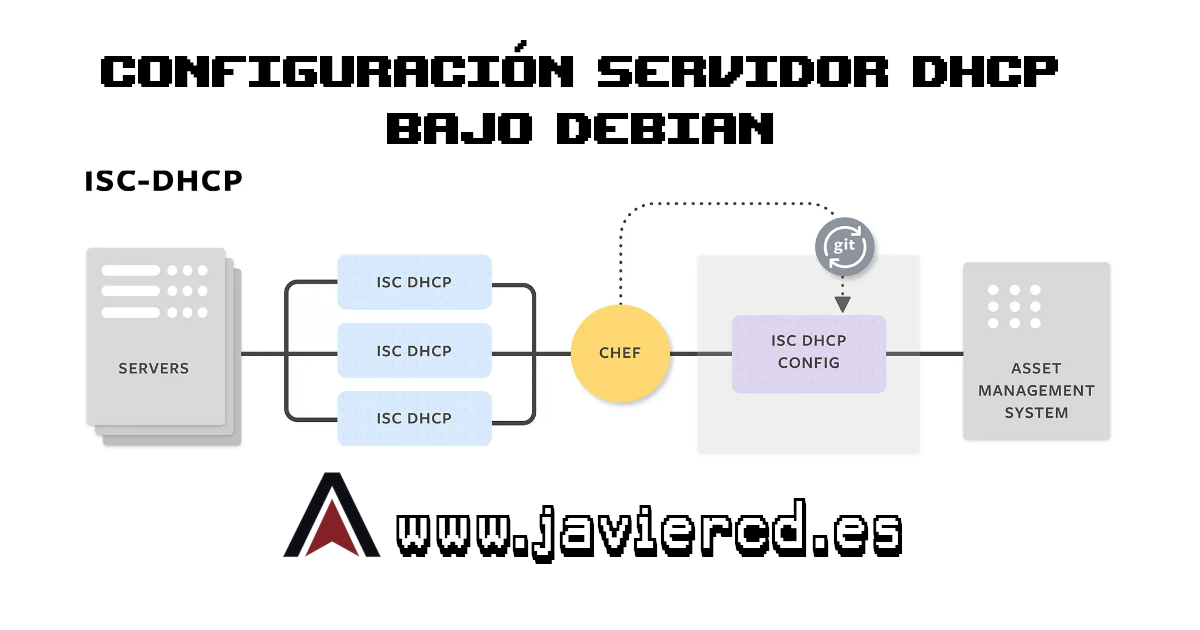 CONFIGURACIÓN SERVIDOR DHCP
BAJO DEBIAN
ISC-DHCP
SERVERS
ISC DHCP
ISC DHCP
ISC DHCP
CHEF
git
ISC DHCP
CONFIG
ASSET
MANAGEMENT
SYSTEM
www.javiercd.es